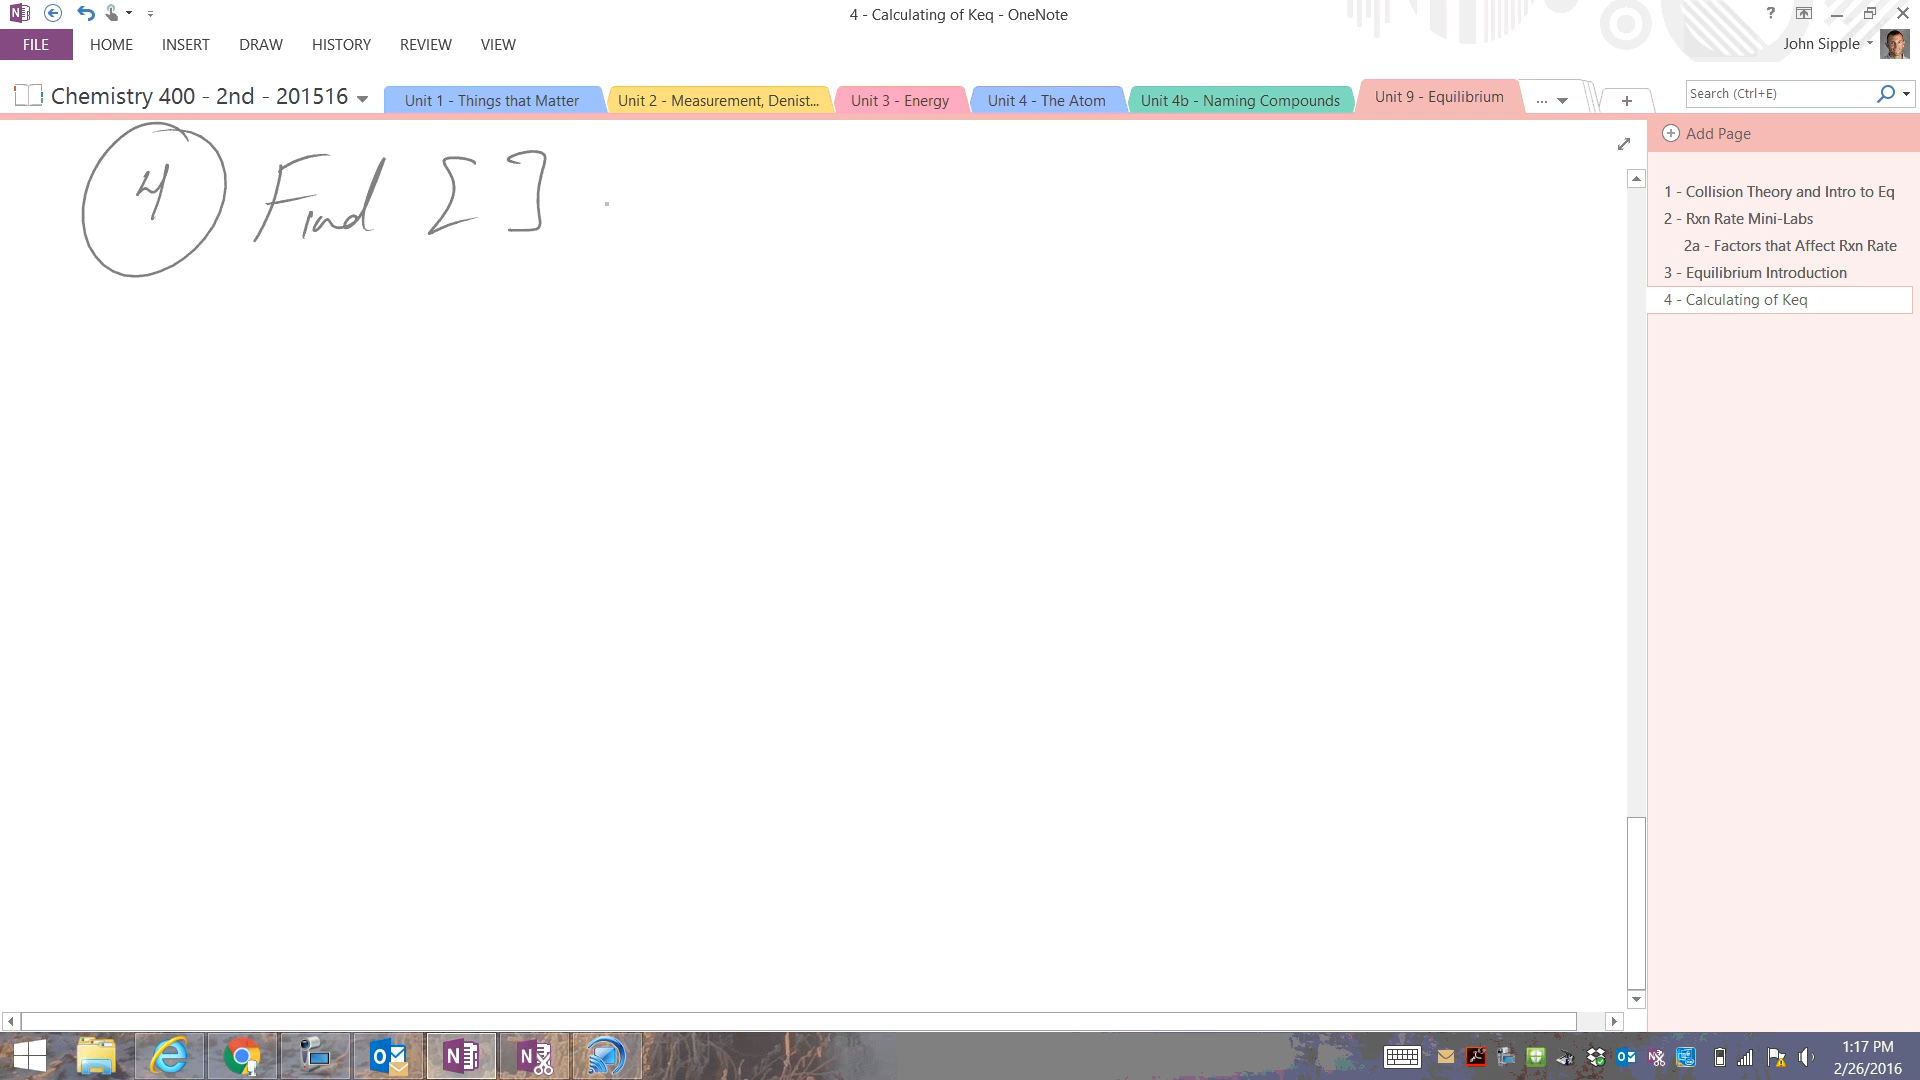 4 - Calculating of Keq - OneNote
?
FILE HOME INSERT DRAW HISTORY REVIEW VIEW
John Sipple
Chemistry 400 - 2nd - 201516
Unit 1 - Things that Matter
Unit 2 - Measurement, Denist...
Unit 3 - Energy
Unit 4 - The Atom
Unit 4b - Naming Compounds
Unit 9 - Equilibrium
...
+
Search (Ctrl+E)
Add Page
4 Find [ ]
1 - Collision Theory and Intro to Eq
2 - Rxn Rate Mini-Labs
2a - Factors that Affect Rxn Rate
3 - Equilibrium Introduction
4 - Calculating of Keq
1:17 PM
2/26/2016